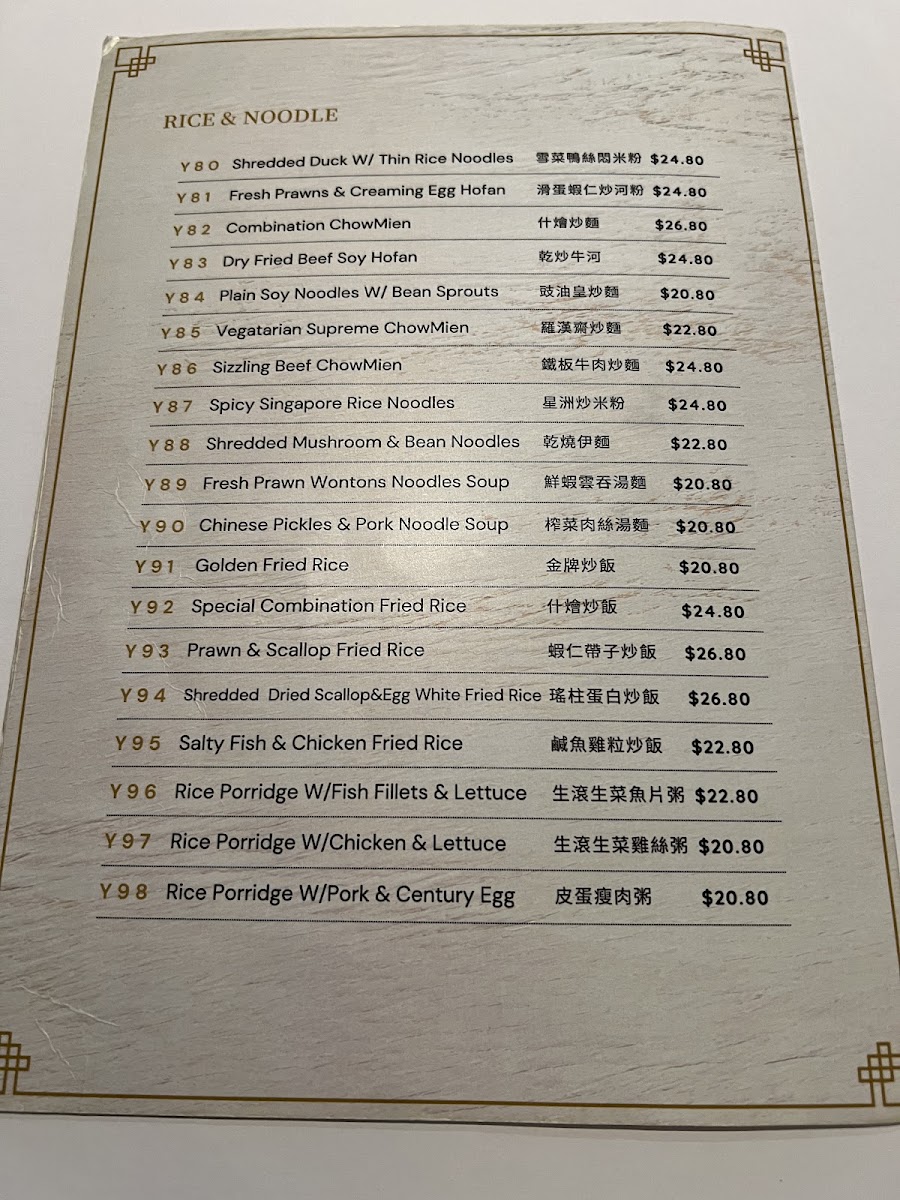 RICE & NOODLE
Y80 Shredded Duck W/ Thin Rice Noodles 雪菜鴨絲悶米粉 $24.80
Y81 Fresh Prawns & Creaming Egg Hofan 滑蛋蝦仁炒河粉 $24.80
Y82 Combination ChowMien 什燴炒麵 $26.80
Y83 Dry Fried Beef Soy Hofan 乾炒牛河 $24.80
Y84 Plain Soy Noodles W/ Bean Sprouts 豉油皇炒麵 $20.80
Y85 Vegatarian Supreme ChowMien 羅漢齋炒麵 $22.80
Y86 Sizzling Beef ChowMien 鐵板牛肉炒麵 $24.80
Y87 Spicy Singapore Rice Noodles 星洲炒米粉 $24.80
Y88 Shredded Mushroom & Bean Noodles 乾燒伊麵 $22.80
Y89 Fresh Prawn Wontons Noodles Soup 鮮蝦雲吞湯麵 $20.80
Y90 Chinese Pickles & Pork Noodle Soup 榨菜肉絲湯麵 $20.80
Y91 Golden Fried Rice 金牌炒飯 $20.80
Y92 Special Combination Fried Rice 什燴炒飯 $24.80
Y93 Prawn & Scallop Fried Rice 蝦仁帶子炒飯 $26.80
Y94 Shredded Dried Scallop&Egg White Fried Rice 瑤柱蛋白炒飯 $26.80
Y95 Salty Fish & Chicken Fried Rice 鹹魚雞粒炒飯 $22.80
Y96 Rice Porridge W/Fish Fillets & Lettuce 生滾生菜魚片粥 $22.80
Y97 Rice Porridge W/Chicken & Lettuce 生滾生菜雞絲粥 $20.80
Y98 Rice Porridge W/Pork & Century Egg 皮蛋瘦肉粥 $20.80